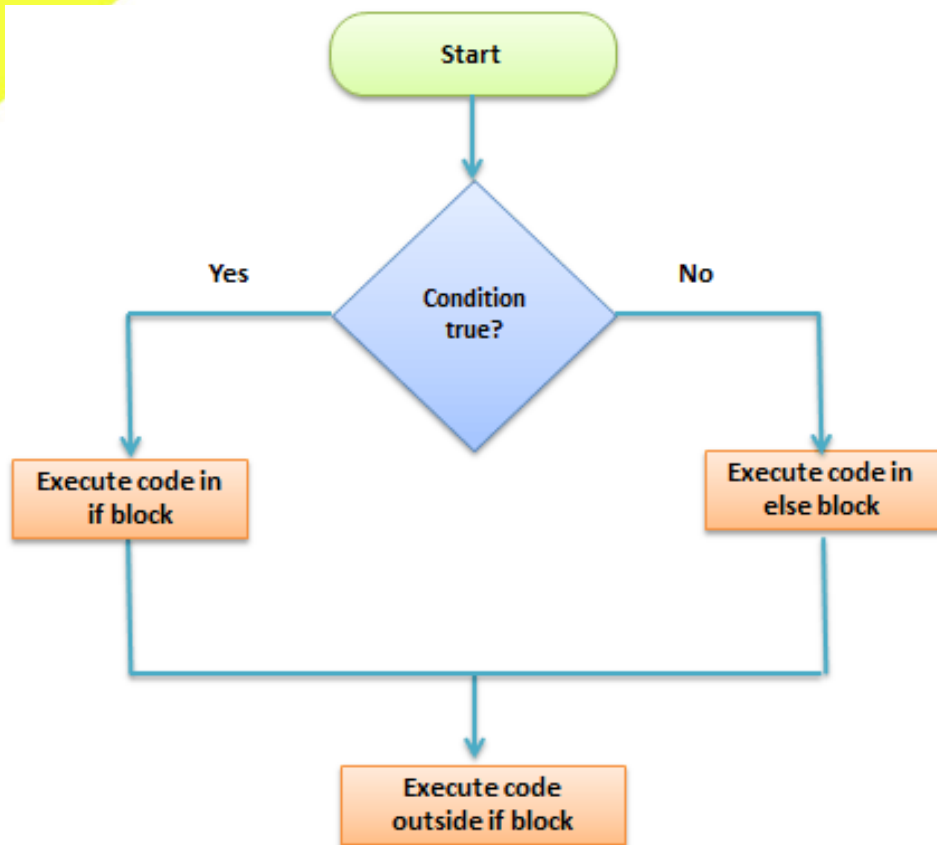 Start
Yes
No
Condition
true?
Execute code in
if block
Execute code in
else block
Execute code
outside if block